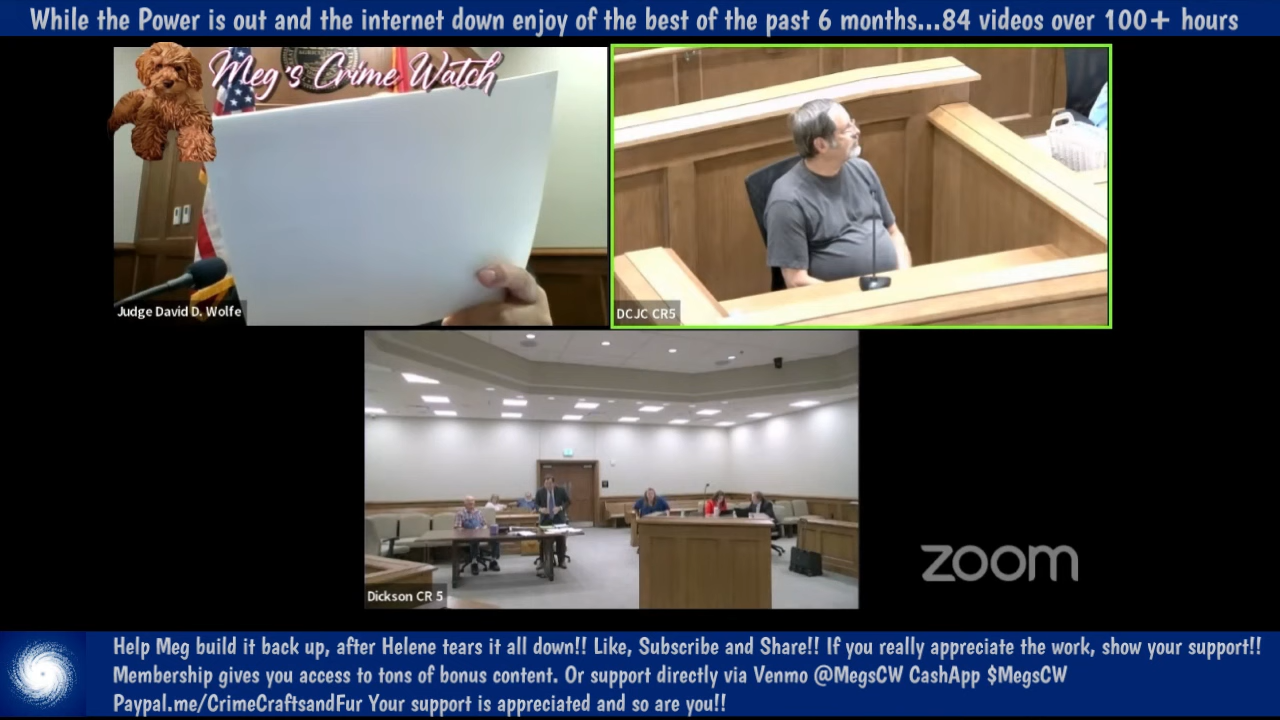 While the Power is out and the internet down enjoy of the best of the past 6 months...84 videos over 100+ hours
Meg's Crime Watch
Judge David D. Wolfe
DCJC CR5
Dickson CR 5
zoom
Help Meg build it back up, after Helene tears it all down!! Like, Subscribe and Share!! If you really appreciate the work, show your support!!
Membership gives you access to tons of bonus content. Or support directly via Venmo @MegsCW CashApp $MegsCW
Paypal.me/CrimeCraftsandFur Your support is appreciated and so are you!!